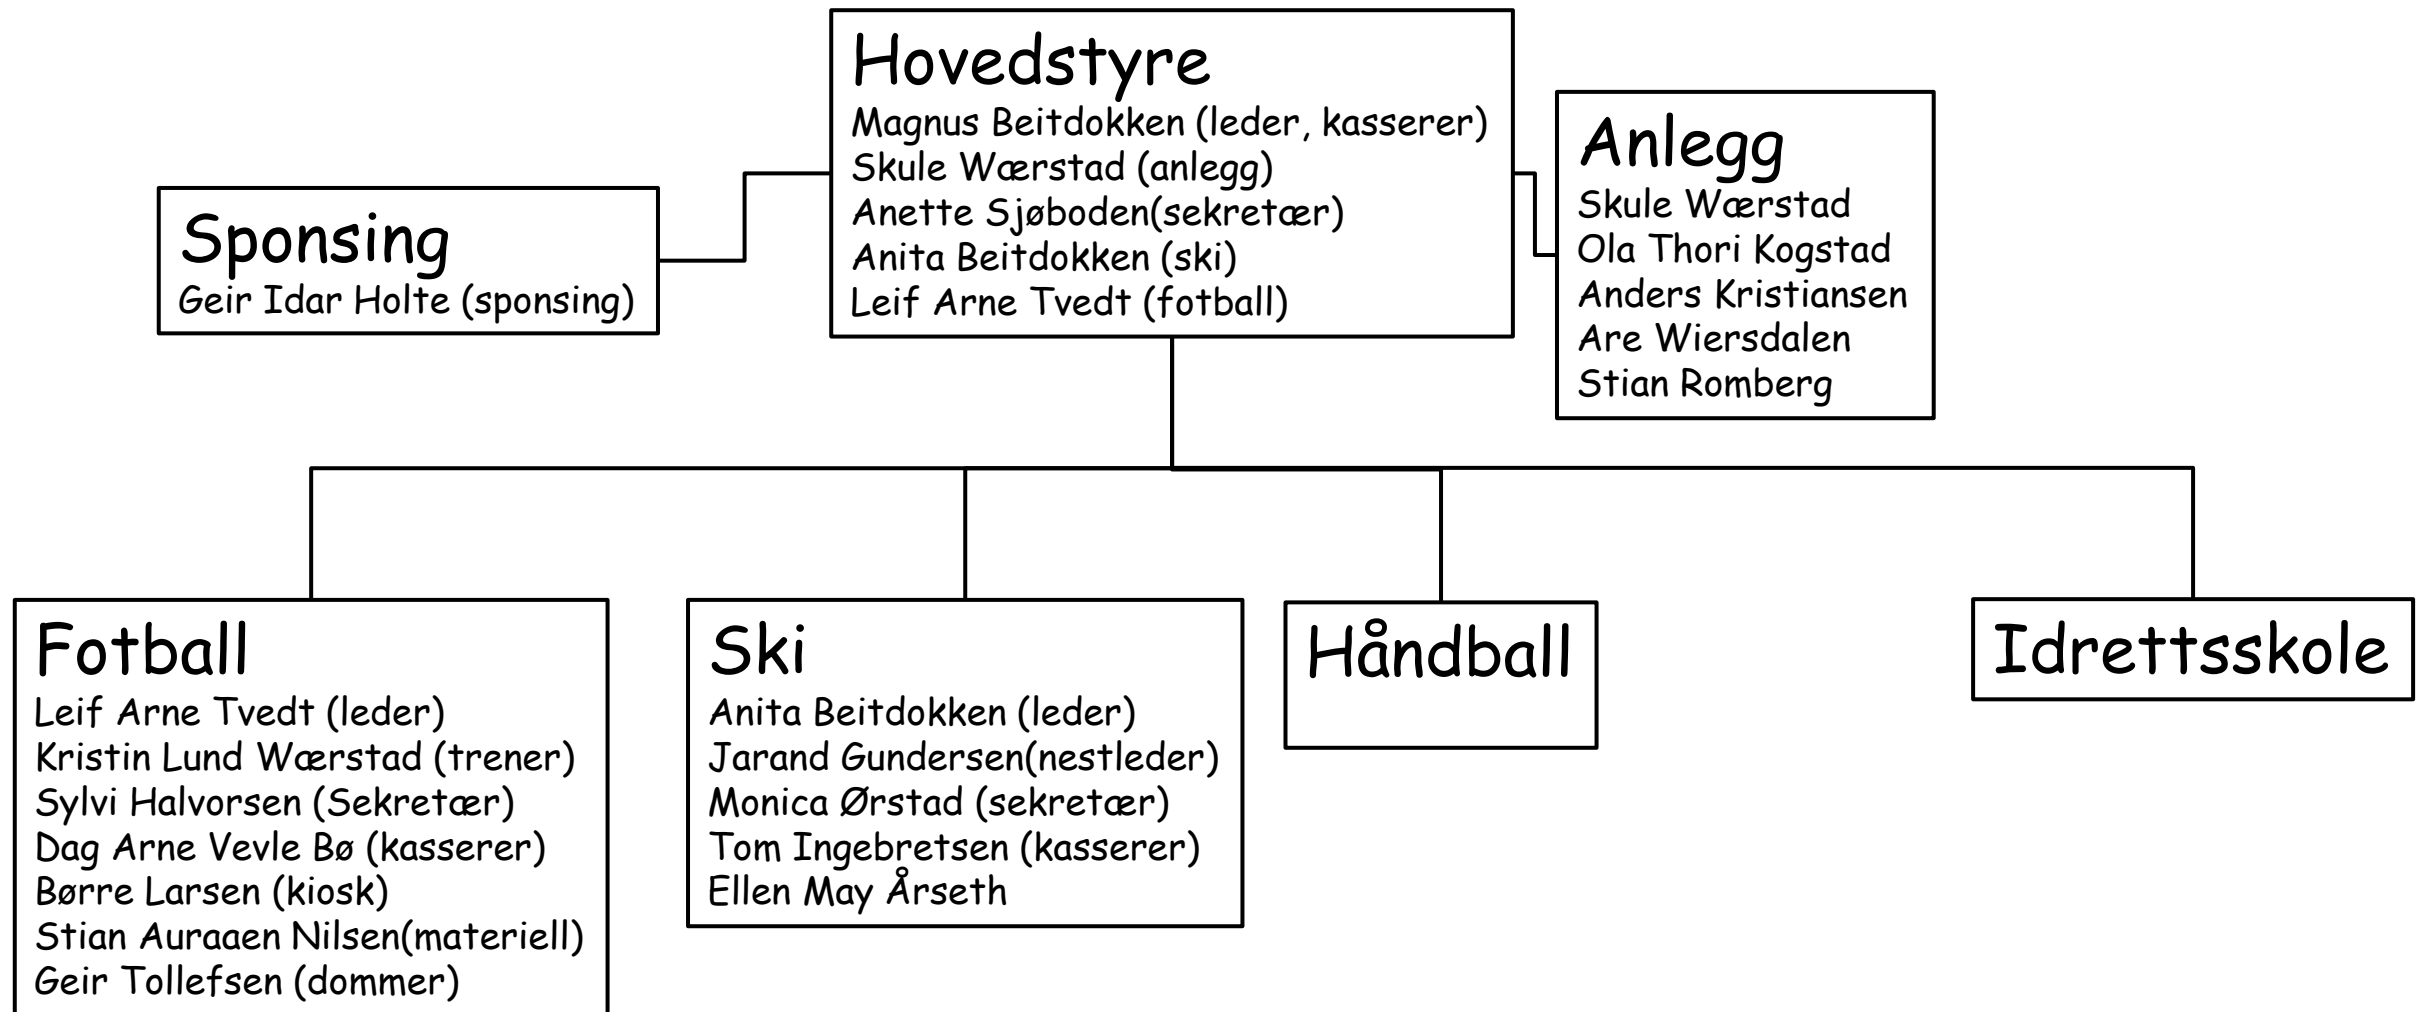 Hovedstyre
Magnus Beitdokken (leder, kasserer)
Skule Wærstad (anlegg)
Anette Sjøboden(sekretær)
Anita Beitdokken (ski)
Leif Arne Tvedt (fotball)
Anlegg
Skule Wærstad
Ola Thori Kogstad
Anders Kristiansen
Are Wiersdalen
Stian Romberg
Sponsing
Geir Idar Holte (sponsing)
Fotball
Leif Arne Tvedt (leder)
Kristin Lund Wærstad (trener)
Sylvi Halvorsen (Sekretær)
Dag Arne Vevle Bø (kasserer)
Børre Larsen (kiosk)
Stian Auraaen Nilsen(materiell)
Geir Tollefsen (dommer)
Ski
Anita Beitdokken (leder)
Jarand Gundersen(nestleder)
Monica Ørstad (sekretær)
Tom Ingebretsen (kasserer)
Ellen May Årseth
Håndball
Idrettsskole